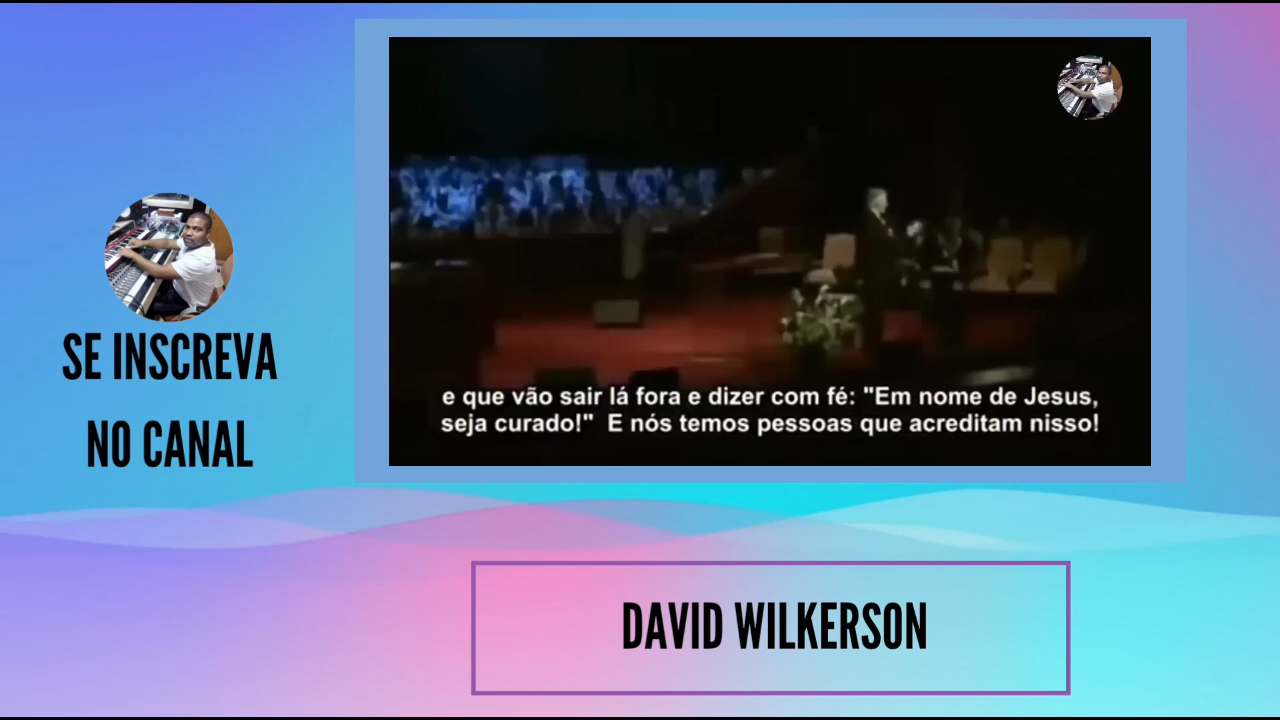 e que vão sair lá fora e dizer com fé: "Em nome de Jesus,
seja curado!" E nós temos pessoas que acreditam nisso!
SE INSCREVA
NO CANAL
DAVID WILKERSON